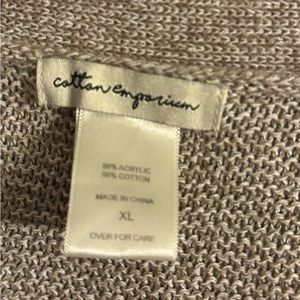 cotton emporium
50% ACRYLIC
50% COTTON
MADE IN CHINA
XL
OVER FOR CARE